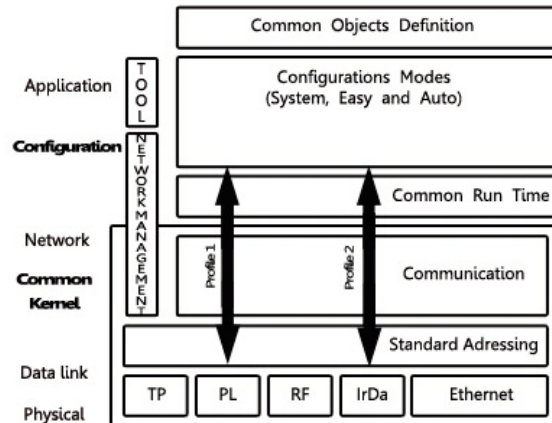 Common Objects Definition
Application
TOOL
Configurations Modes
(System, Easy and Auto)
Configuration
NETWORK MANAGEMENT
Common Run Time
Network
Profile 1
Profile 2
Communication
Common
Kernel
Standard Adressing
Data link
TP
PL
RF
IrDa
Ethernet
Physical